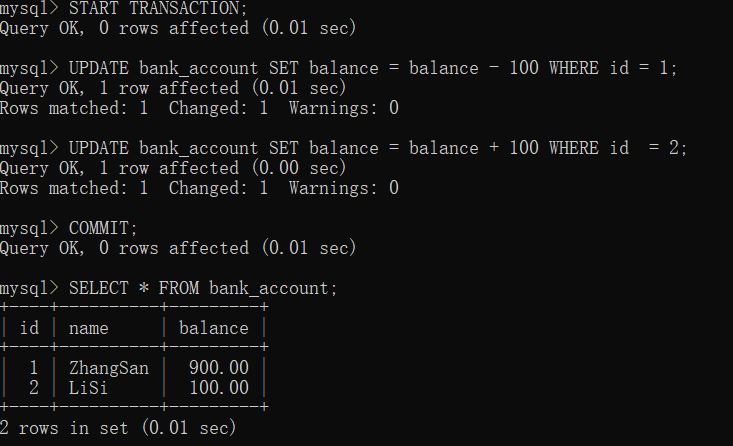 mysql> START TRANSACTION;
Query OK, 0 rows affected (0.01 sec)
mysql> UPDATE bank_account SET balance = balance - 100 WHERE id = 1;
Query OK, 1 row affected (0.01 sec)
Rows matched: 1  Changed: 1  Warnings: 0
mysql> UPDATE bank_account SET balance = balance + 100 WHERE id  = 2;
Query OK, 1 row affected (0.00 sec)
Rows matched: 1  Changed: 1  Warnings: 0
mysql> COMMIT;
Query OK, 0 rows affected (0.01 sec)
mysql> SELECT * FROM bank_account;
+----+----------+---------+
| id | name     | balance |
+----+----------+---------+
|  1 | ZhangSan |  900.00 |
|  2 | LiSi     |  100.00 |
+----+----------+---------+
2 rows in set (0.01 sec)